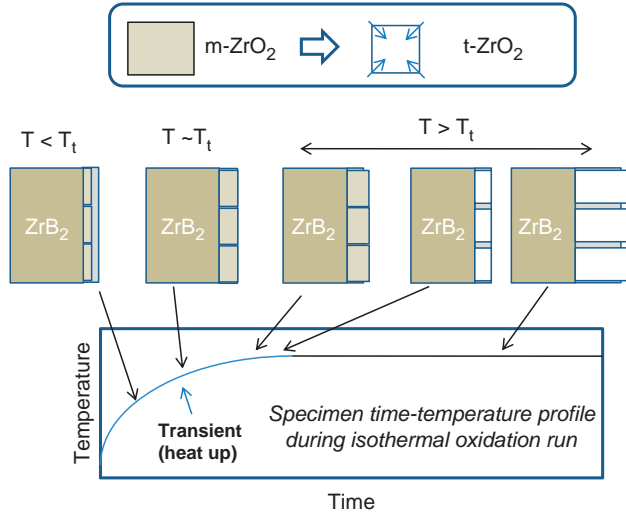 m-ZrO₂ t-ZrO₂
T < Tₜ T ~Tₜ T > Tₜ
ZrB₂ ZrB₂ ZrB₂ ZrB₂ ZrB₂
Temperature
Transient
(heat up)
Specimen time-temperature profile
during isothermal oxidation run
Time